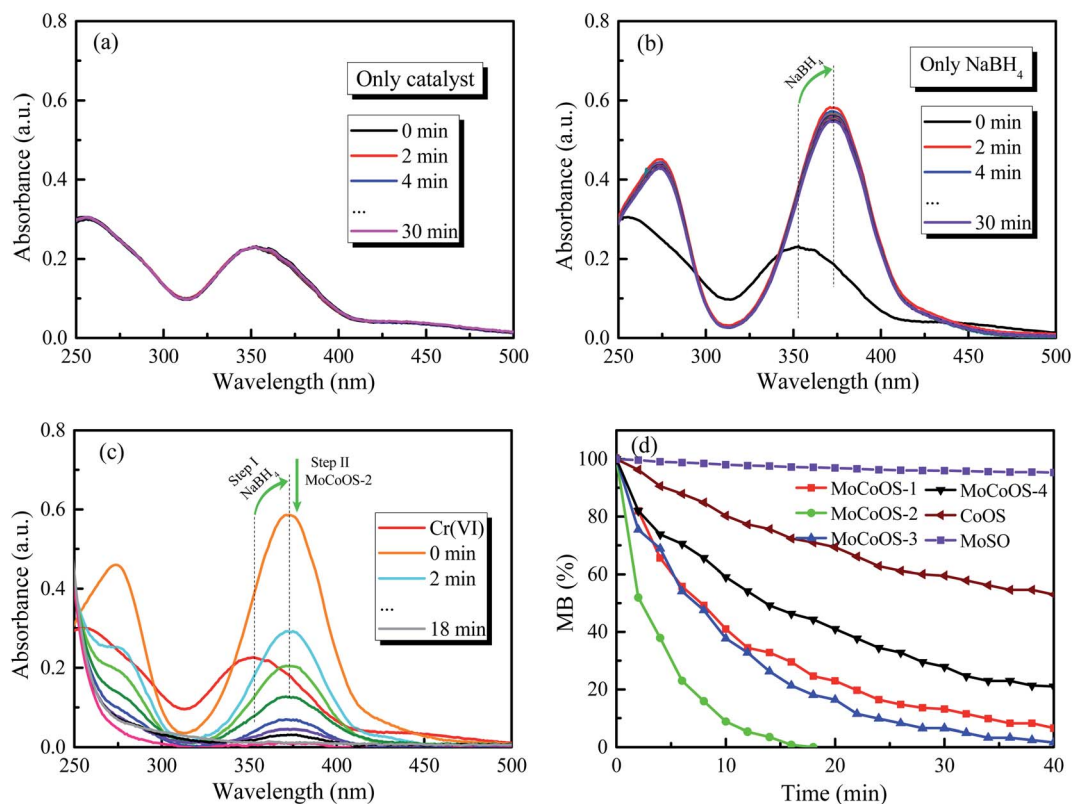 (a)
Only catalyst
0 min
2 min
4 min
...
30 min
Absorbance (a.u.)
0.8
0.6
0.4
0.2
0.0
250 300 350 400 450 500
Wavelength (nm)
(b)
NaBH4
Only NaBH4
0 min
2 min
4 min
...
30 min
Absorbance (a.u.)
0.8
0.6
0.4
0.2
0.0
250 300 350 400 450 500
Wavelength (nm)
(c)
Step I
NaBH4
Step II
MoCoOS-2
Cr(VI)
0 min
2 min
...
18 min
Absorbance (a.u.)
0.8
0.6
0.4
0.2
0.0
250 300 350 400 450 500
Wavelength (nm)
(d)
MoCoOS-1
MoCoOS-2
MoCoOS-3
MoCoOS-4
CoOS
MoSO
MB (%)
100
80
60
40
20
0
0 10 20 30 40
Time (min)